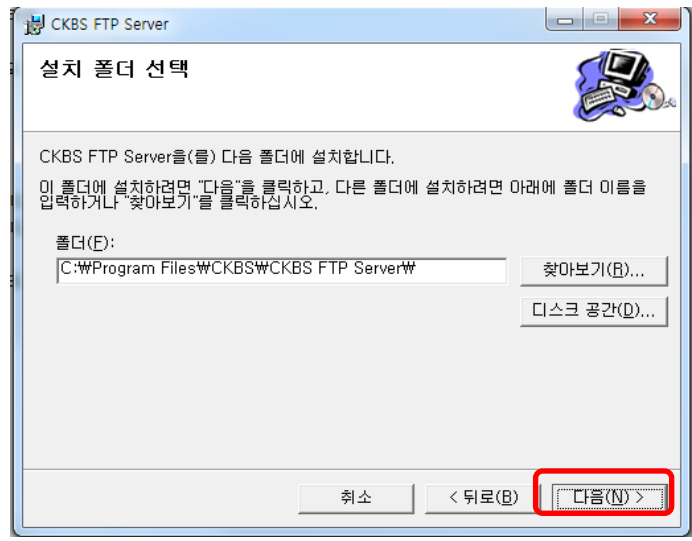 CKBS FTP Server
설치 폴더 선택
CKBS FTP Server을(를) 다음 폴더에 설치합니다.
이 폴더에 설치하려면 "다음"을 클릭하고, 다른 폴더에 설치하려면 아래에 폴더 이름을
입력하거나 "찾아보기"를 클릭하십시오.
폴더(F):
C:₩Program Files₩CKBS₩CKBS FTP Server₩
찾아보기(R)...
디스크 공간(D)...
취소
< 뒤로(B)
다음(N) >